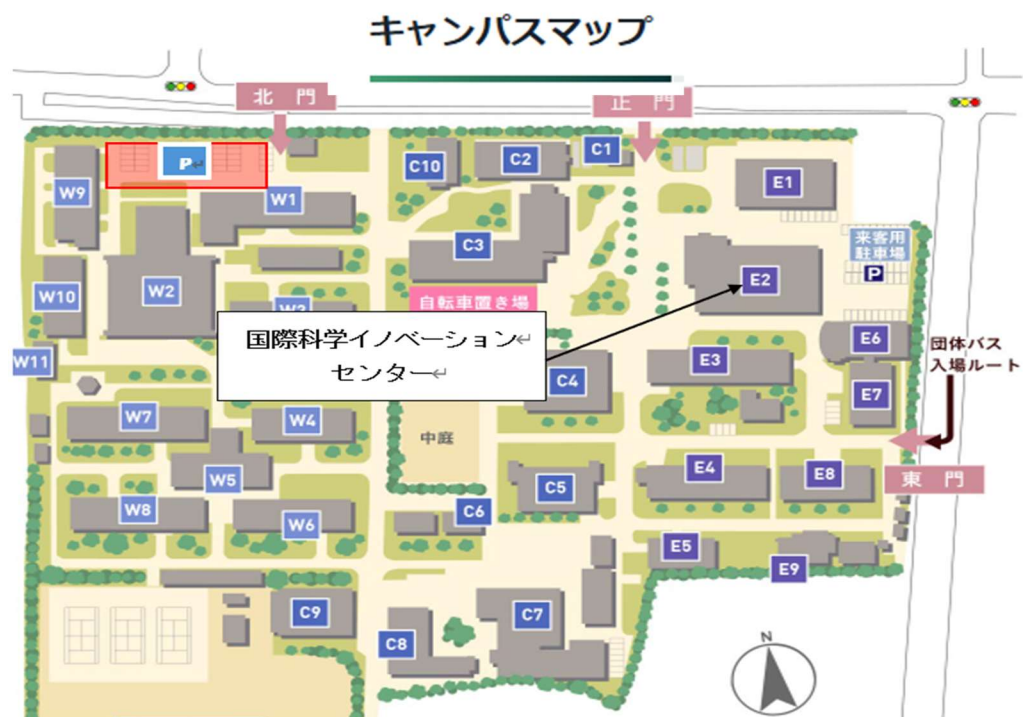 キャンパスマップ
北 門
正 門
P↵
C1
C2
C10
W9
W1
E1
C3
来客用
駐車場
P
E2
W10
W2
自転車置き場
国際科学イノベーション↵
センター↵
E6
団体バス
入場ルート
W11
E3
C4
E7
W7
W4
中庭
東 門
E4
E8
W5
C5
W8
W6
C6
E5
E9
C9
C7
C8
N